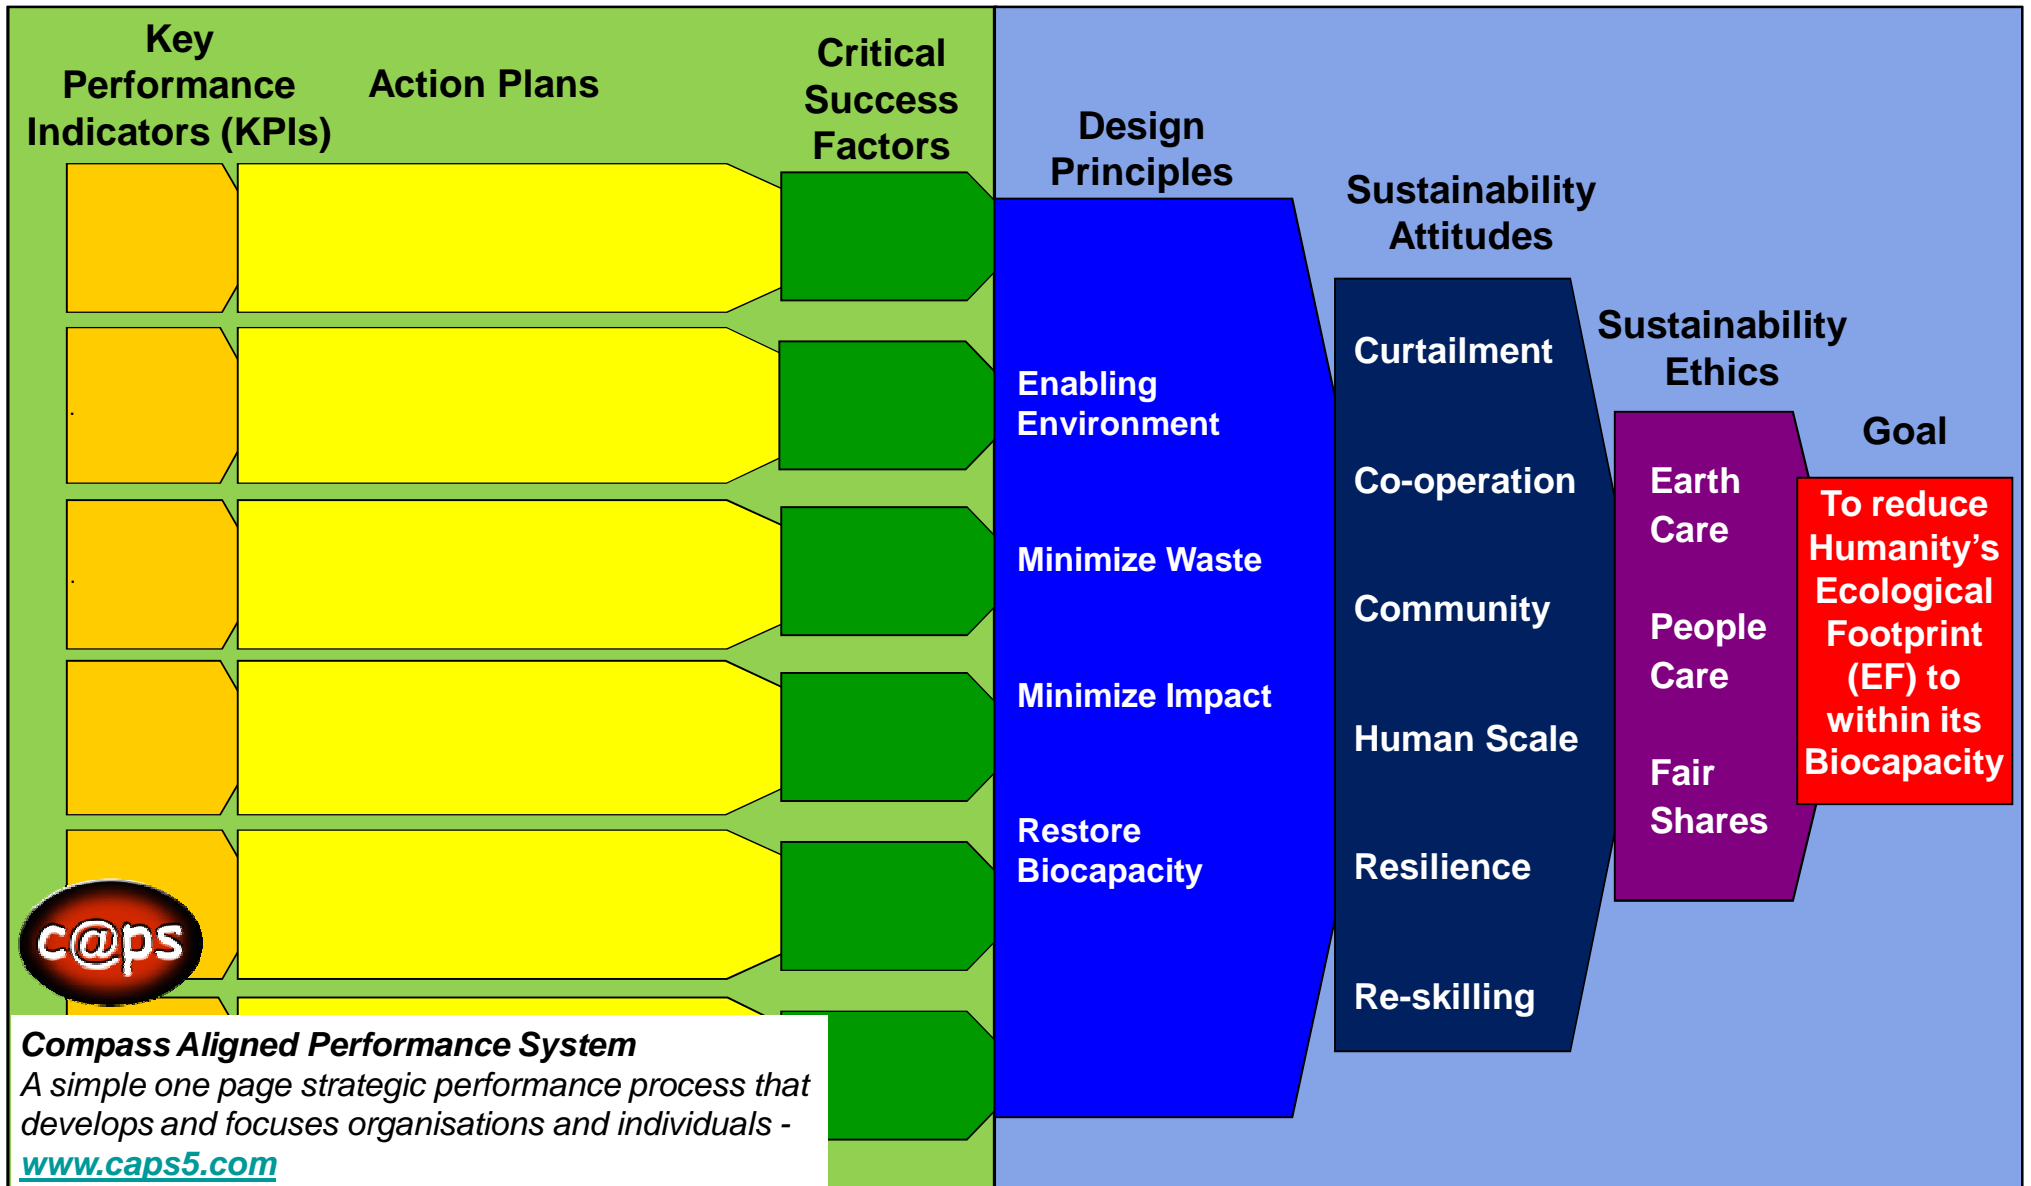 Key
Performance
Indicators (KPIs)
Action Plans
Critical
Success
Factors
Design
Principles
Sustainability
Attitudes
Sustainability
Ethics
Goal
Enabling
Environment
Minimize Waste
Minimize Impact
Restore
Biocapacity
Curtailment
Co-operation
Community
Human Scale
Resilience
Re-skilling
Earth
Care
People
Care
Fair
Shares
To reduce
Humanity’s
Ecological
Footprint
(EF) to
within its
Biocapacity
.
.
c@ps
Compass Aligned Performance System
A simple one page strategic performance process that
develops and focuses organisations and individuals -
www.caps5.com